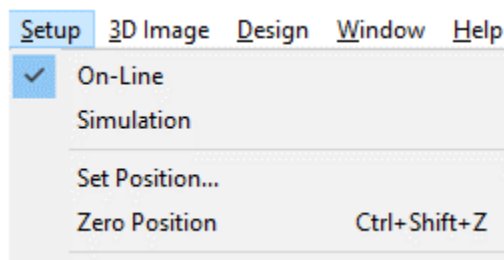 Setup 3D Image Design Window Help
On-Line
Simulation
Set Position...
Zero Position Ctrl+Shift+Z